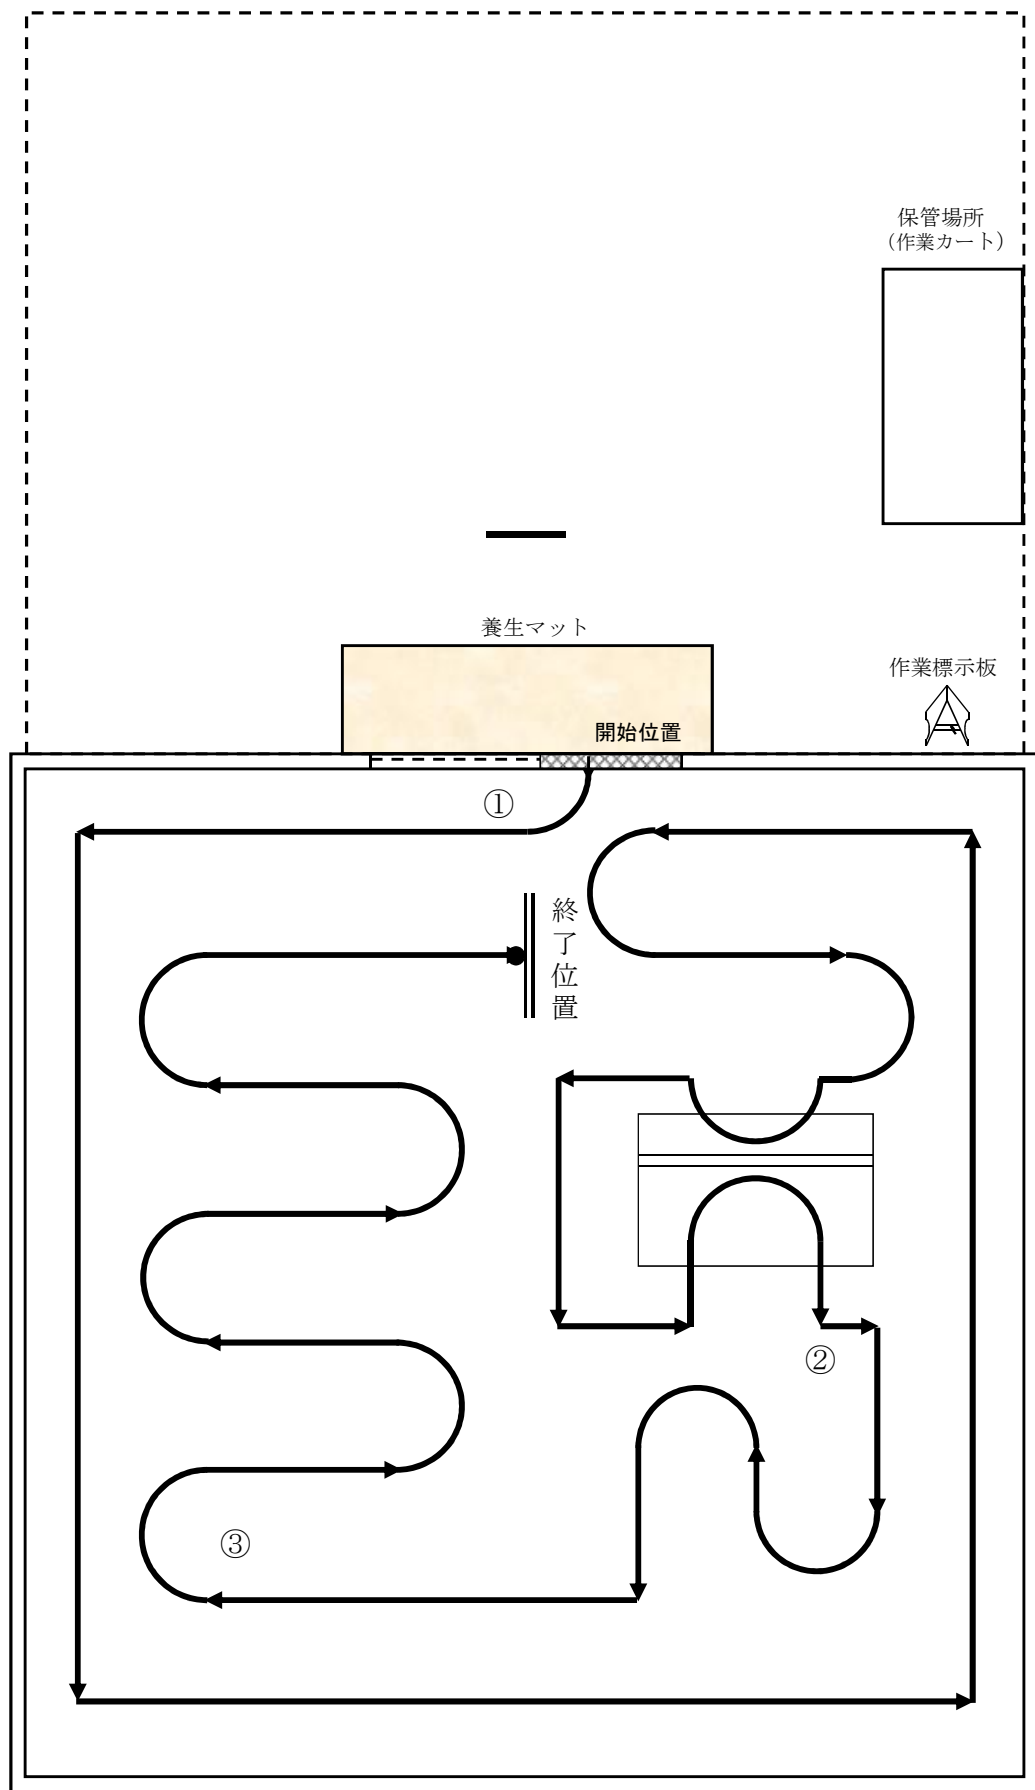 保管場所
（作業カート）
養生マット
作業標示板
開始位置
①
終了位置
②
③